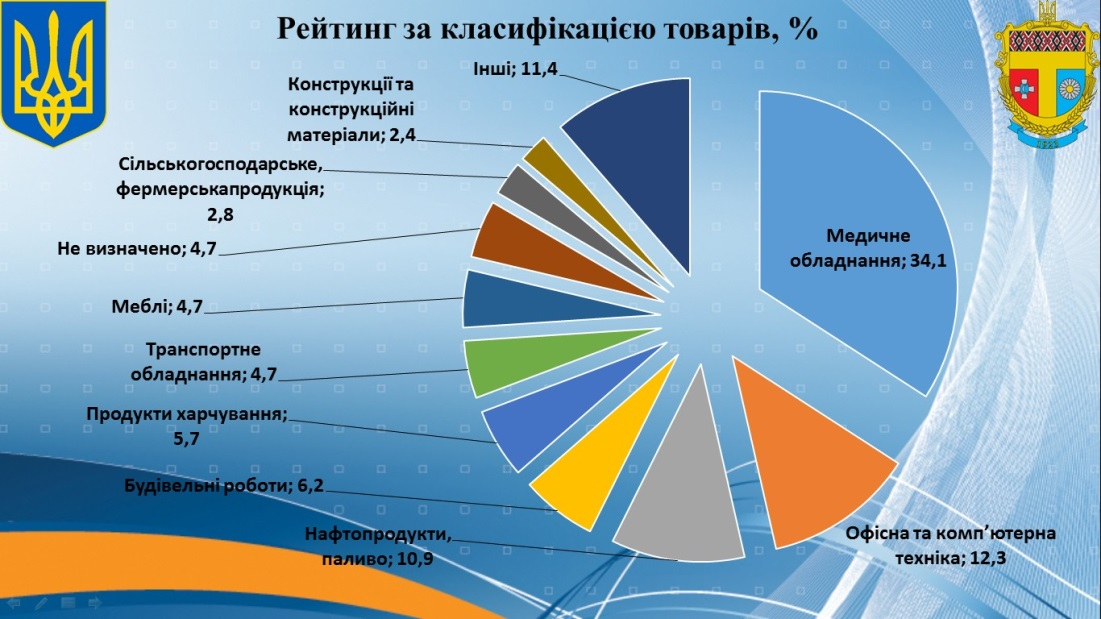 Рейтинг за класифікацією товарів, %
Інші; 11,4
Конструкції та
конструкційні
матеріали; 2,4
Сільськогосподарське,
фермерськапродукція;
2,8
Не визначено; 4,7
Меблі; 4,7
Транспортне
обладнання; 4,7
Продукти харчування;
5,7
Будівельні роботи; 6,2
Нафтопродукти,
паливо; 10,9
Медичне
обладнання; 34,1
Офісна та комп’ютерна
техніка; 12,3